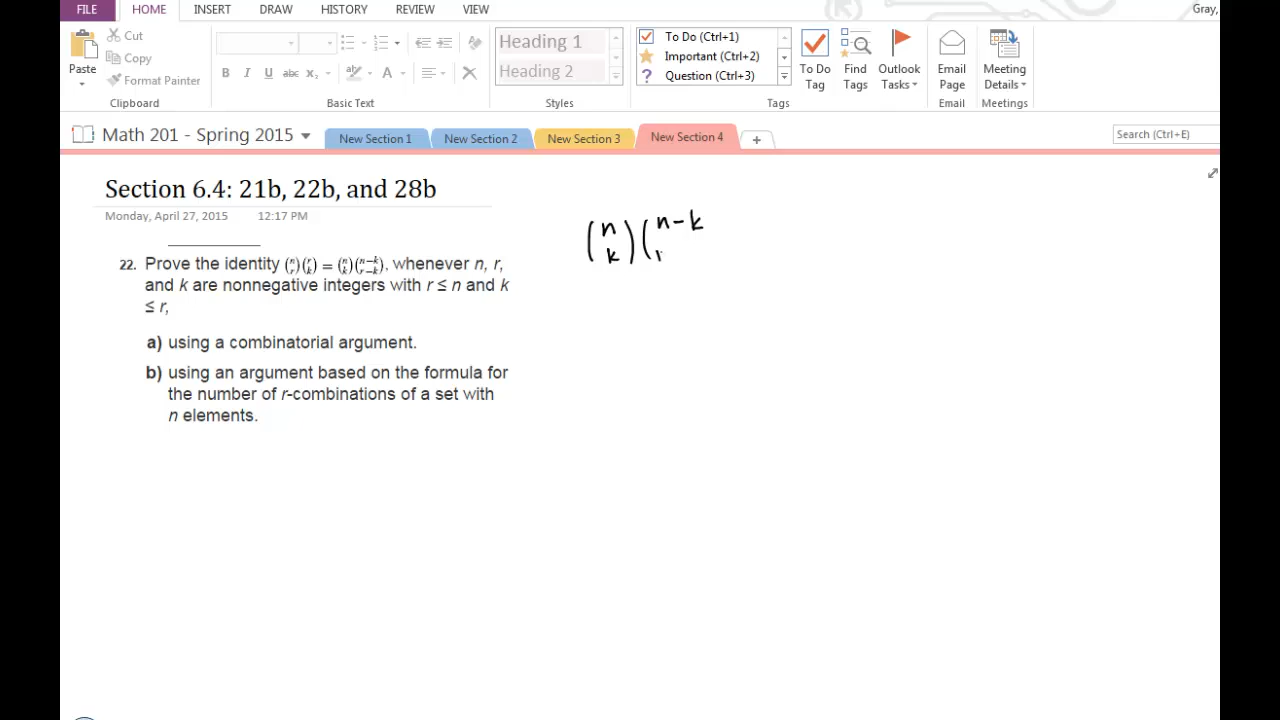 FILE HOME INSERT DRAW HISTORY REVIEW VIEW Gray,
Paste Cut Copy Format Painter Clipboard
B I U abc x₂ A Basic Text
Heading 1
Heading 2
Styles
To Do (Ctrl+1)
Important (Ctrl+2)
? Question (Ctrl+3)
Tags
To Do Tag Find Tags Outlook Tasks
Email Page Email
Meeting Details Meetings
Math 201 - Spring 2015 New Section 1 New Section 2 New Section 3 New Section 4 + Search (Ctrl+E)
Section 6.4: 21b, 22b, and 28b
Monday, April 27, 2015 12:17 PM
22. Prove the identity (n r)(r k) = (n k)(n−k r−k), whenever n, r,
and k are nonnegative integers with r ≤ n and k
≤ r,
a) using a combinatorial argument.
b) using an argument based on the formula for
the number of r-combinations of a set with
n elements.
(n k)(n-k